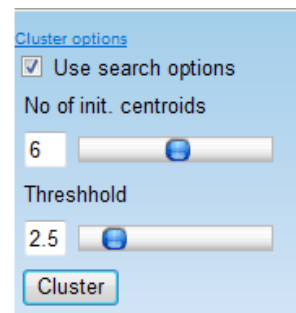 Cluster options
Use search options
No of init. centroids
6
Threshhold
2.5
Cluster